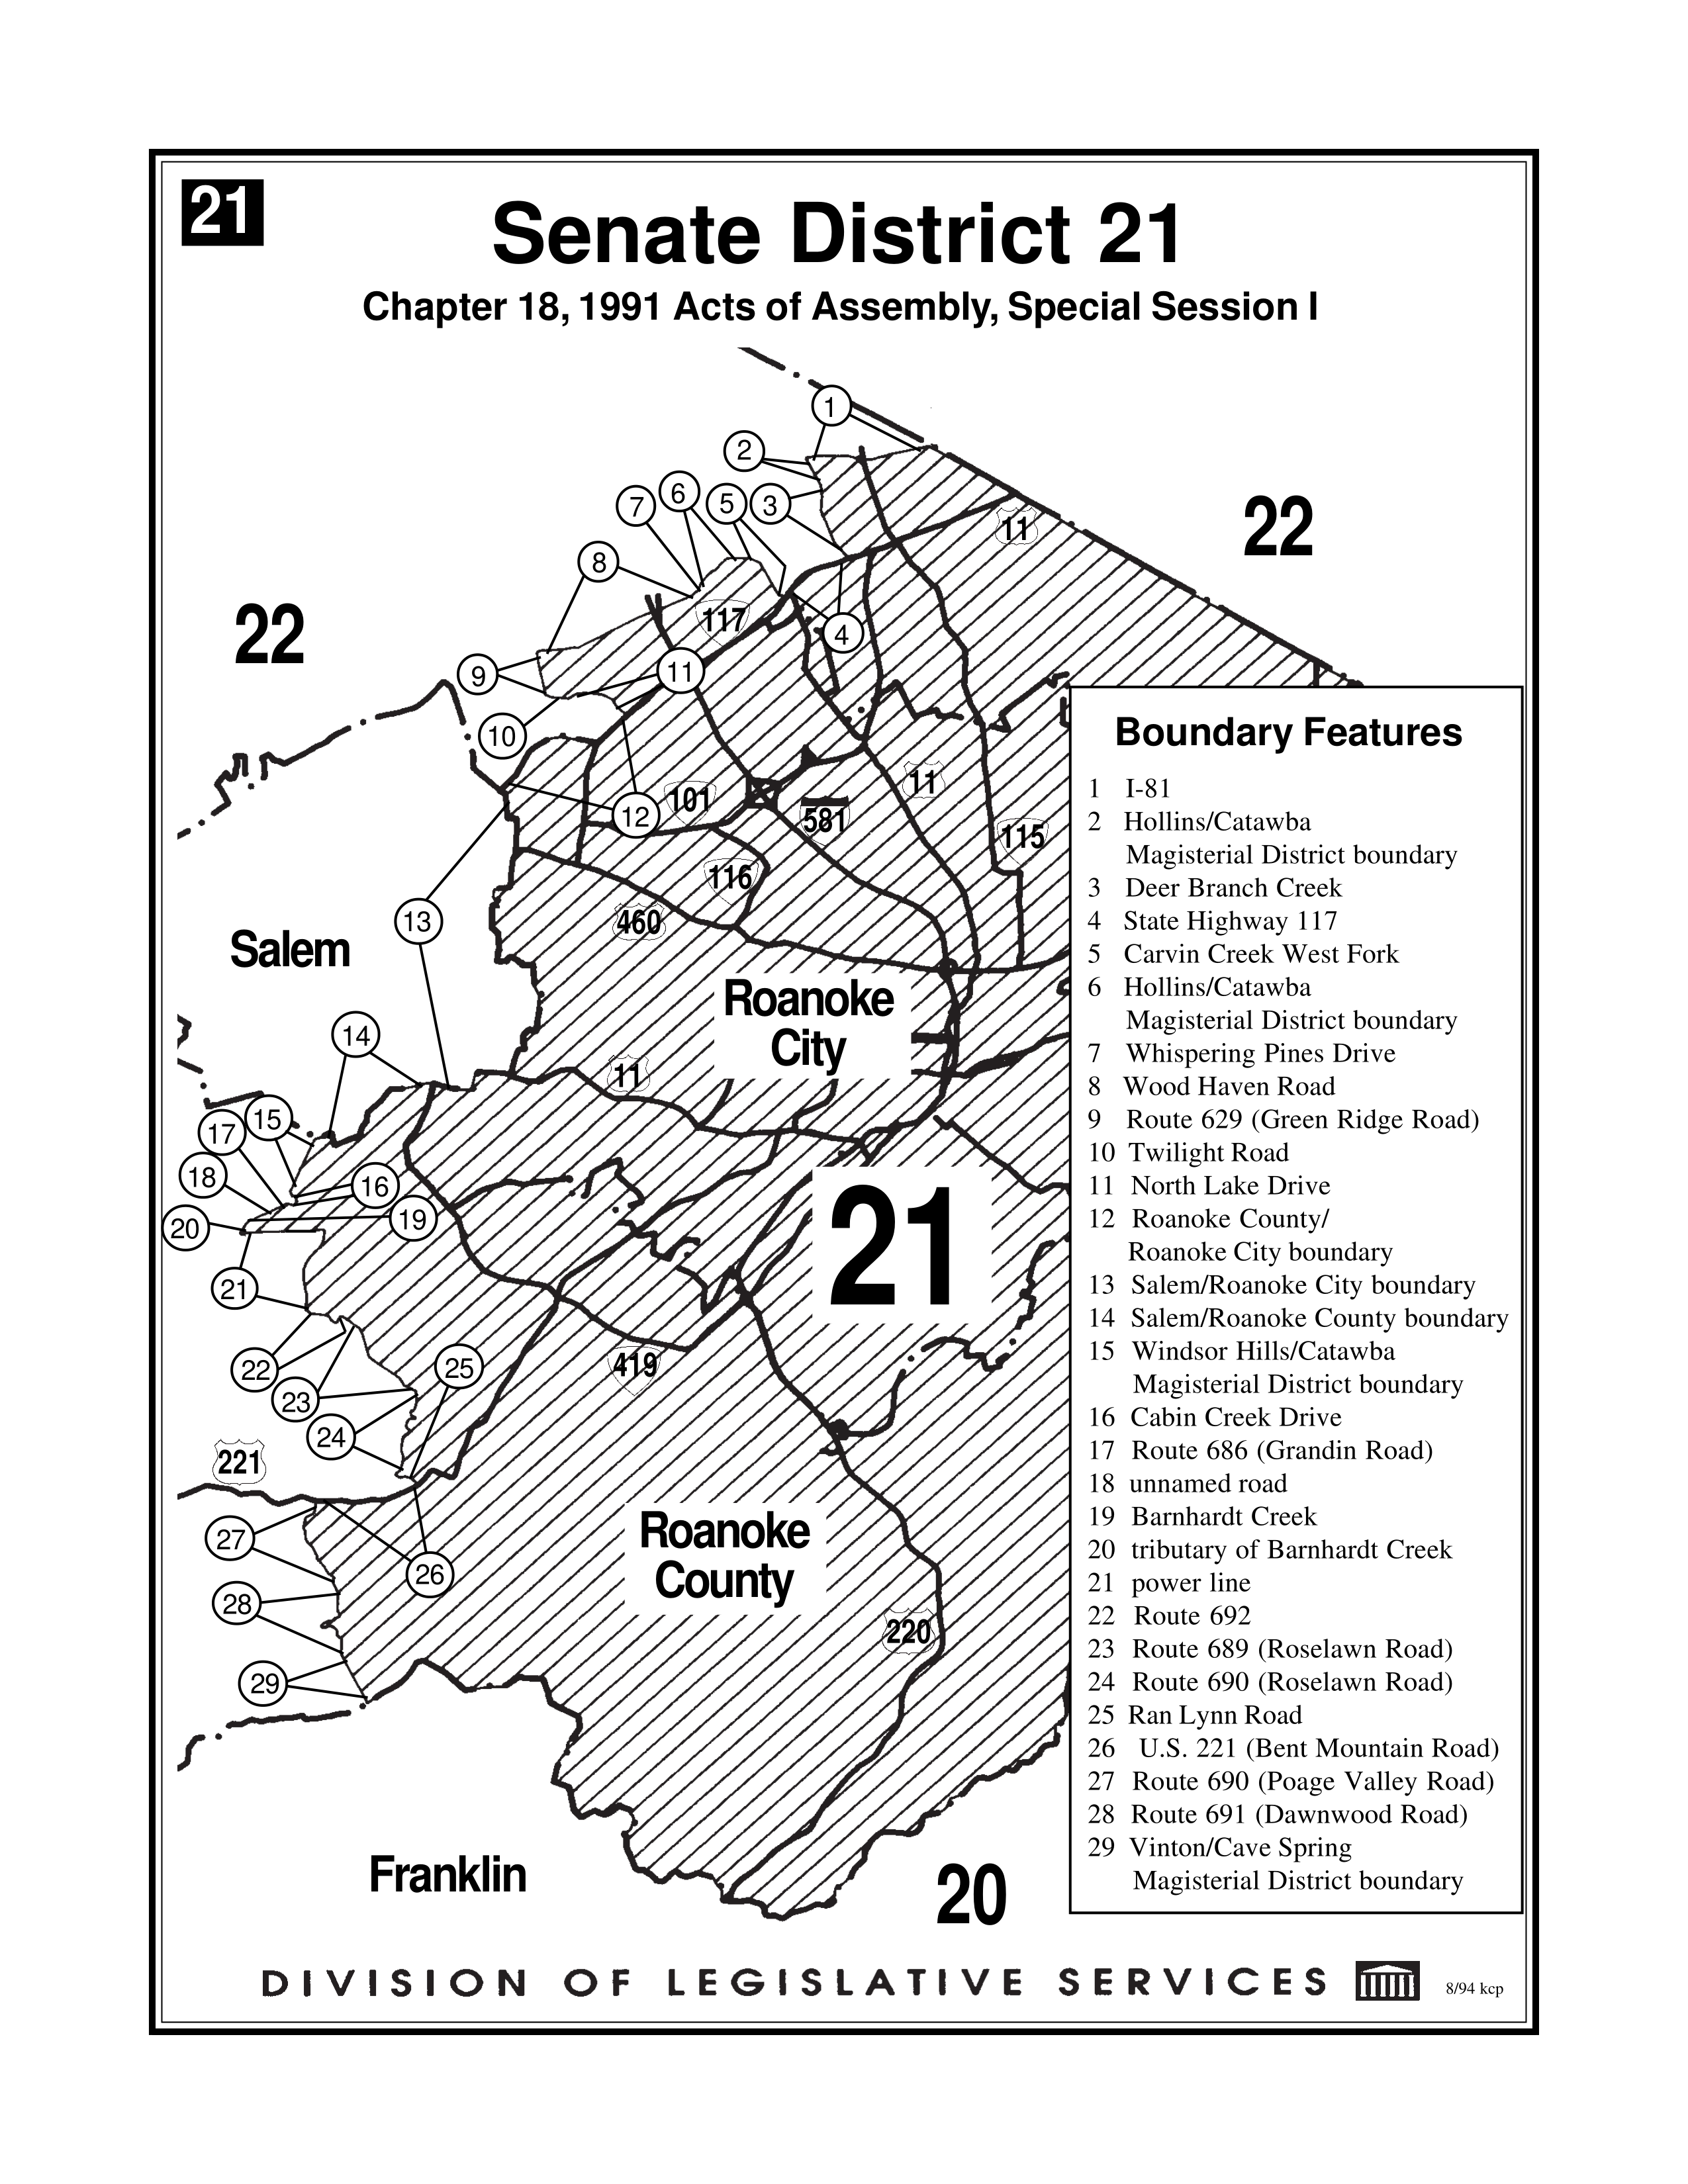 21
Senate District 21
Chapter 18, 1991 Acts of Assembly, Special Session I
1
2
6
5
3
7
11
22
8
117
22
4
11
9
10
Boundary Features
1 I-81
2 Hollins/Catawba
Magisterial District boundary
3 Deer Branch Creek
4 State Highway 117
5 Carvin Creek West Fork
6 Hollins/Catawba
Magisterial District boundary
7 Whispering Pines Drive
8 Wood Haven Road
9 Route 629 (Green Ridge Road)
10 Twilight Road
11 North Lake Drive
12 Roanoke County/
Roanoke City boundary
13 Salem/Roanoke City boundary
14 Salem/Roanoke County boundary
15 Windsor Hills/Catawba
Magisterial District boundary
16 Cabin Creek Drive
17 Route 686 (Grandin Road)
18 unnamed road
19 Barnhardt Creek
20 tributary of Barnhardt Creek
21 power line
22 Route 692
23 Route 689 (Roselawn Road)
24 Route 690 (Roselawn Road)
25 Ran Lynn Road
26 U.S. 221 (Bent Mountain Road)
27 Route 690 (Poage Valley Road)
28 Route 691 (Dawnwood Road)
29 Vinton/Cave Spring
Magisterial District boundary
11
101
12
581
115
116
13
460
Salem
Roanoke
City
14
11
15
17
18
16
19
20
21
21
22
419
25
23
24
221
Roanoke
County
27
26
28
220
29
Franklin
20
DIVISION OF LEGISLATIVE SERVICES
8/94 kcp